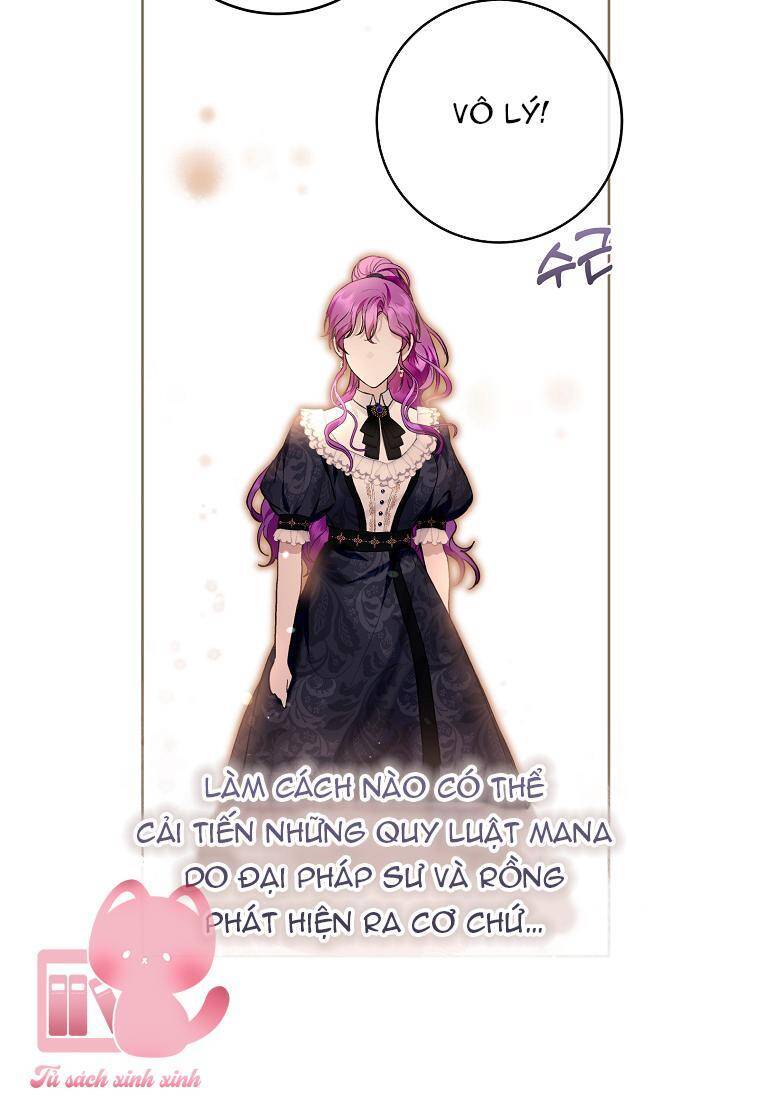 VÔ LÝ!
수군
LÀM CÁCH NÀO CÓ THỂ
CẢI TIẾN NHỮNG QUY LUẬT MANA
DO ĐẠI PHÁP SƯ VÀ RỒNG
PHÁT HIỆN RA CƠ CHỨ...
Tủ sách xinh xinh